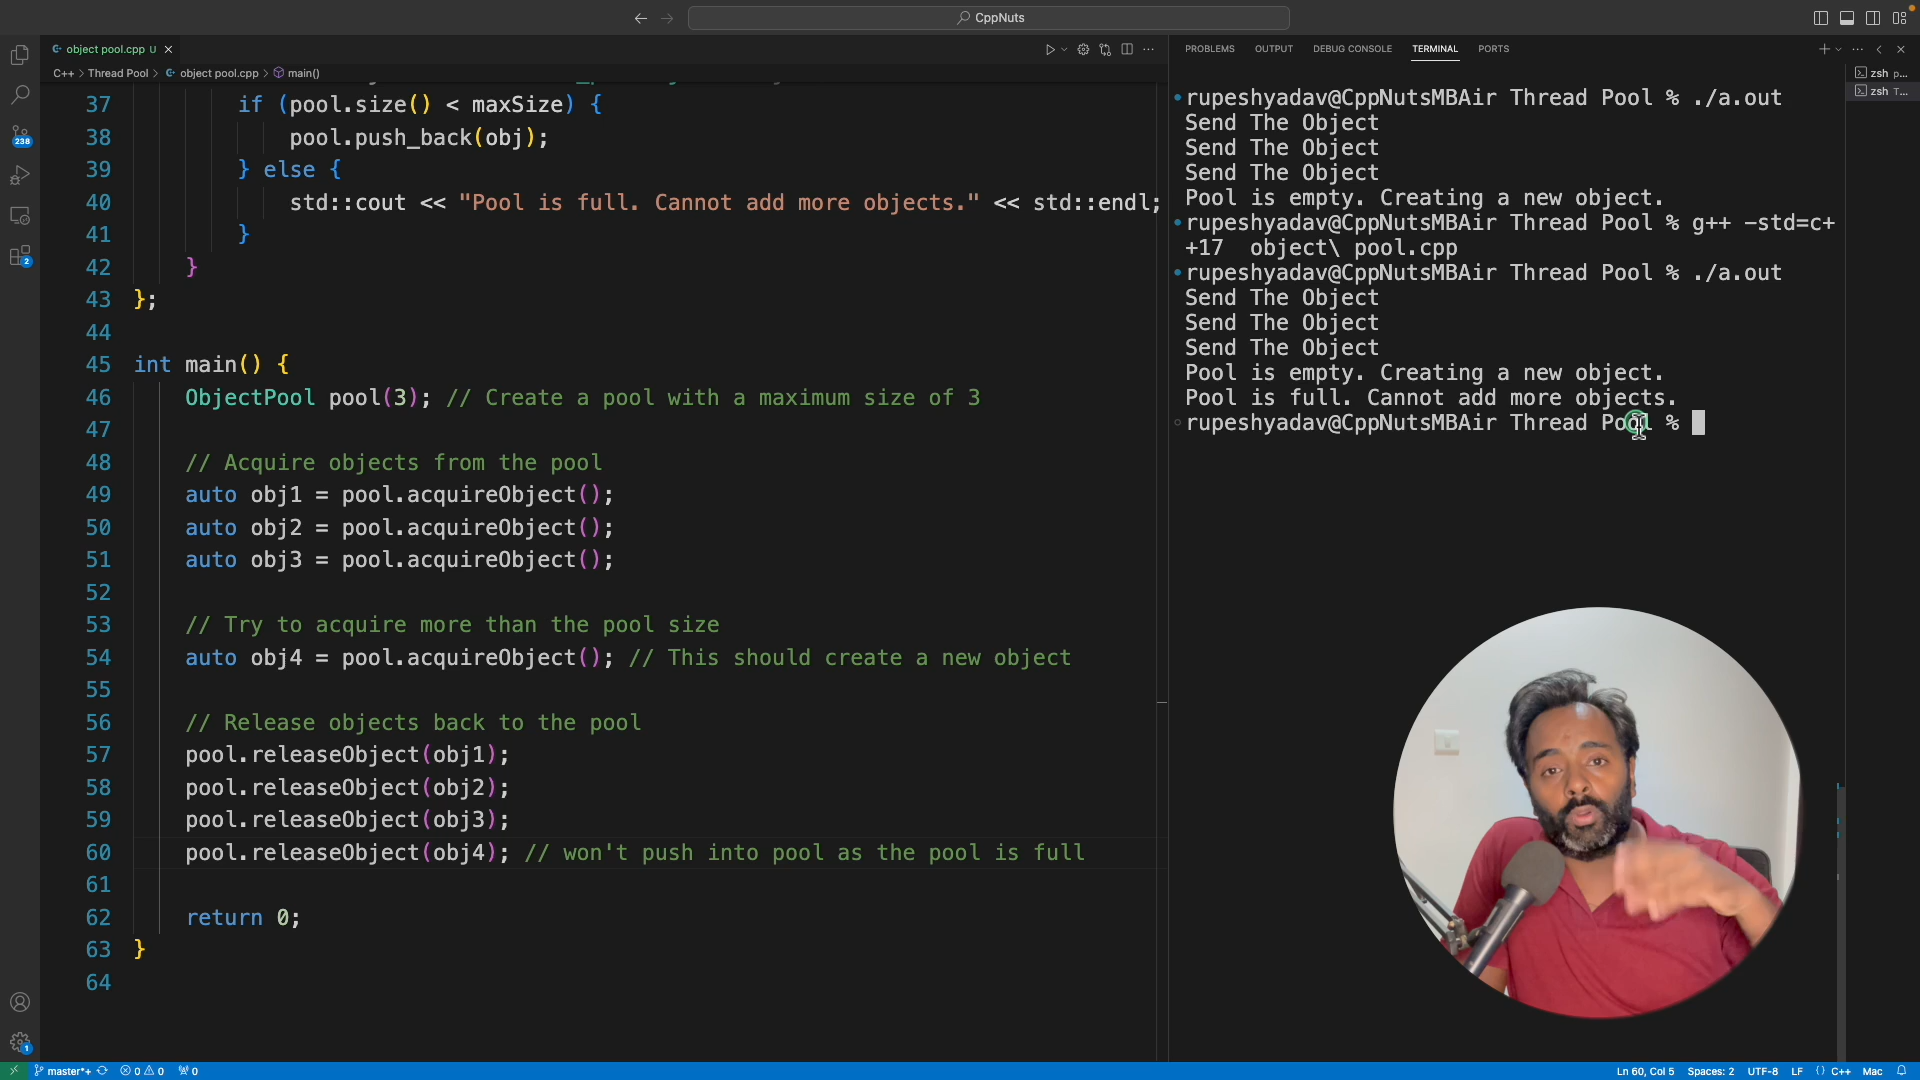 CppNuts
object pool.cpp U
C++ > Thread Pool > object pool.cpp > main()
37 if (pool.size() < maxSize) {
38 pool.push_back(obj);
39 } else {
40 std::cout << "Pool is full. Cannot add more objects." << std::endl;
41 }
42 }
43 };
44
45 int main() {
46 ObjectPool pool(3); // Create a pool with a maximum size of 3
47
48 // Acquire objects from the pool
49 auto obj1 = pool.acquireObject();
50 auto obj2 = pool.acquireObject();
51 auto obj3 = pool.acquireObject();
52
53 // Try to acquire more than the pool size
54 auto obj4 = pool.acquireObject(); // This should create a new object
55
56 // Release objects back to the pool
57 pool.releaseObject(obj1);
58 pool.releaseObject(obj2);
59 pool.releaseObject(obj3);
60 pool.releaseObject(obj4); // won't push into pool as the pool is full
61
62 return 0;
63 }
64
PROBLEMS OUTPUT DEBUG CONSOLE TERMINAL PORTS
rupeshyadav@CppNutsMBAir Thread Pool % ./a.out
Send The Object
Send The Object
Send The Object
Pool is empty. Creating a new object.
rupeshyadav@CppNutsMBAir Thread Pool % g++ -std=c+
+17  object\ pool.cpp
rupeshyadav@CppNutsMBAir Thread Pool % ./a.out
Send The Object
Send The Object
Send The Object
Pool is empty. Creating a new object.
Pool is full. Cannot add more objects.
rupeshyadav@CppNutsMBAir Thread Pool %
zsh p...
zsh T...
238
2
1
master*+ 0 0 0
Ln 60, Col 5 Spaces: 2 UTF-8 LF {} C++ Mac